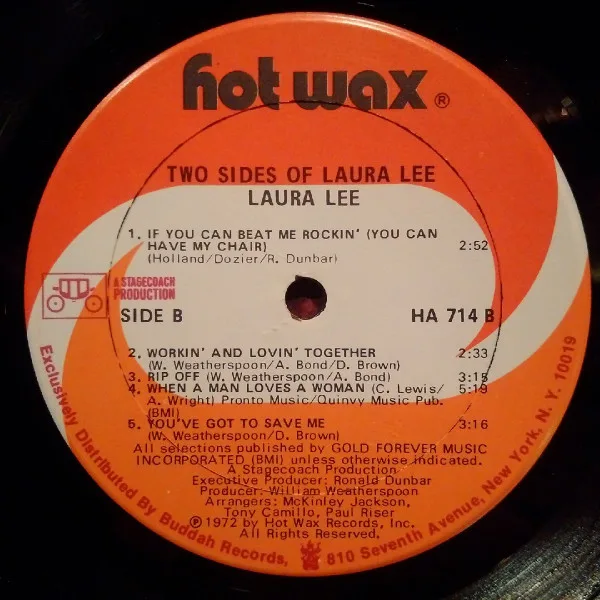 hot wax®
TWO SIDES OF LAURA LEE
LAURA LEE
1. IF YOU CAN BEAT ME ROCKIN' (YOU CAN
HAVE MY CHAIR) 2:52
(Holland/Dozier/R. Dunbar)
A STAGECOACH
PRODUCTION
SIDE B HA 714 B
2. WORKIN' AND LOVIN' TOGETHER 2:33
(W. Weatherspoon/A. Bond/D. Brown)
3. RIP OFF (W. Weatherspoon/A. Bond) 3:15
4. WHEN A MAN LOVES A WOMAN (C. Lewis/ 5:19
A. Wright) Pronto Music/Quinvy Music Pub.
(BMI)
5. YOU'VE GOT TO SAVE ME 3:16
(W. Weatherspoon/D. Brown)
All selections published by GOLD FOREVER MUSIC
INCORPORATED (BMI) unless otherwise indicated.
A Stagecoach Production
Executive Producer: Ronald Dunbar
Producer: William Weatherspoon
Arrangers: McKinley Jackson,
Tony Camillo, Paul Riser
℗1972 by Hot Wax Records, Inc.
All Rights Reserved.
Exclusively Distributed By Buddah Records, 810 Seventh Avenue, New York, N. Y. 10019